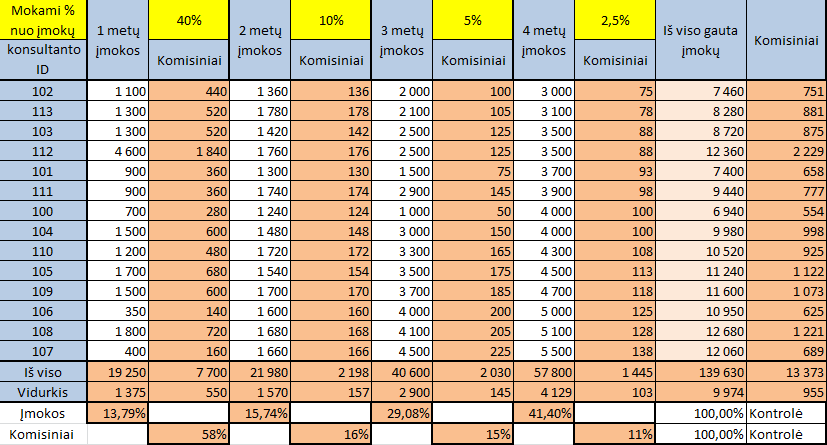 Mokami % nuo įmokų 1 metų įmokos 40% 2 metų įmokos 10% 3 metų įmokos 5% 4 metų įmokos 2,5% Iš viso gauta įmokų Komisiniai
konsultanto ID Komisiniai Komisiniai Komisiniai Komisiniai
102 1 100 440 1 360 136 2 000 100 3 000 75 7 460 751
113 1 300 520 1 780 178 2 100 105 3 100 78 8 280 881
103 1 300 520 1 420 142 2 500 125 3 500 88 8 720 875
112 4 600 1 840 1 760 176 2 500 125 3 500 88 12 360 2 229
101 900 360 1 300 130 1 500 75 3 700 93 7 400 658
111 900 360 1 740 174 2 900 145 3 900 98 9 440 777
100 700 280 1 240 124 1 000 50 4 000 100 6 940 554
104 1 500 600 1 480 148 3 000 150 4 000 100 9 980 998
110 1 200 480 1 720 172 3 300 165 4 300 108 10 520 925
105 1 700 680 1 540 154 3 500 175 4 500 113 11 240 1 122
109 1 500 600 1 700 170 3 700 185 4 700 118 11 600 1 073
106 350 140 1 600 160 4 000 200 5 000 125 10 950 625
108 1 800 720 1 680 168 4 100 205 5 100 128 12 680 1 221
107 400 160 1 660 166 4 500 225 5 500 138 12 060 689
Iš viso 19 250 7 700 21 980 2 198 40 600 2 030 57 800 1 445 139 630 13 373
Vidurkis 1 375 550 1 570 157 2 900 145 4 129 103 9 974 955
Įmokos 13,79% 15,74% 29,08% 41,40% 100,00% Kontrolė
Komisiniai 58% 16% 15% 11% 100,00% Kontrolė